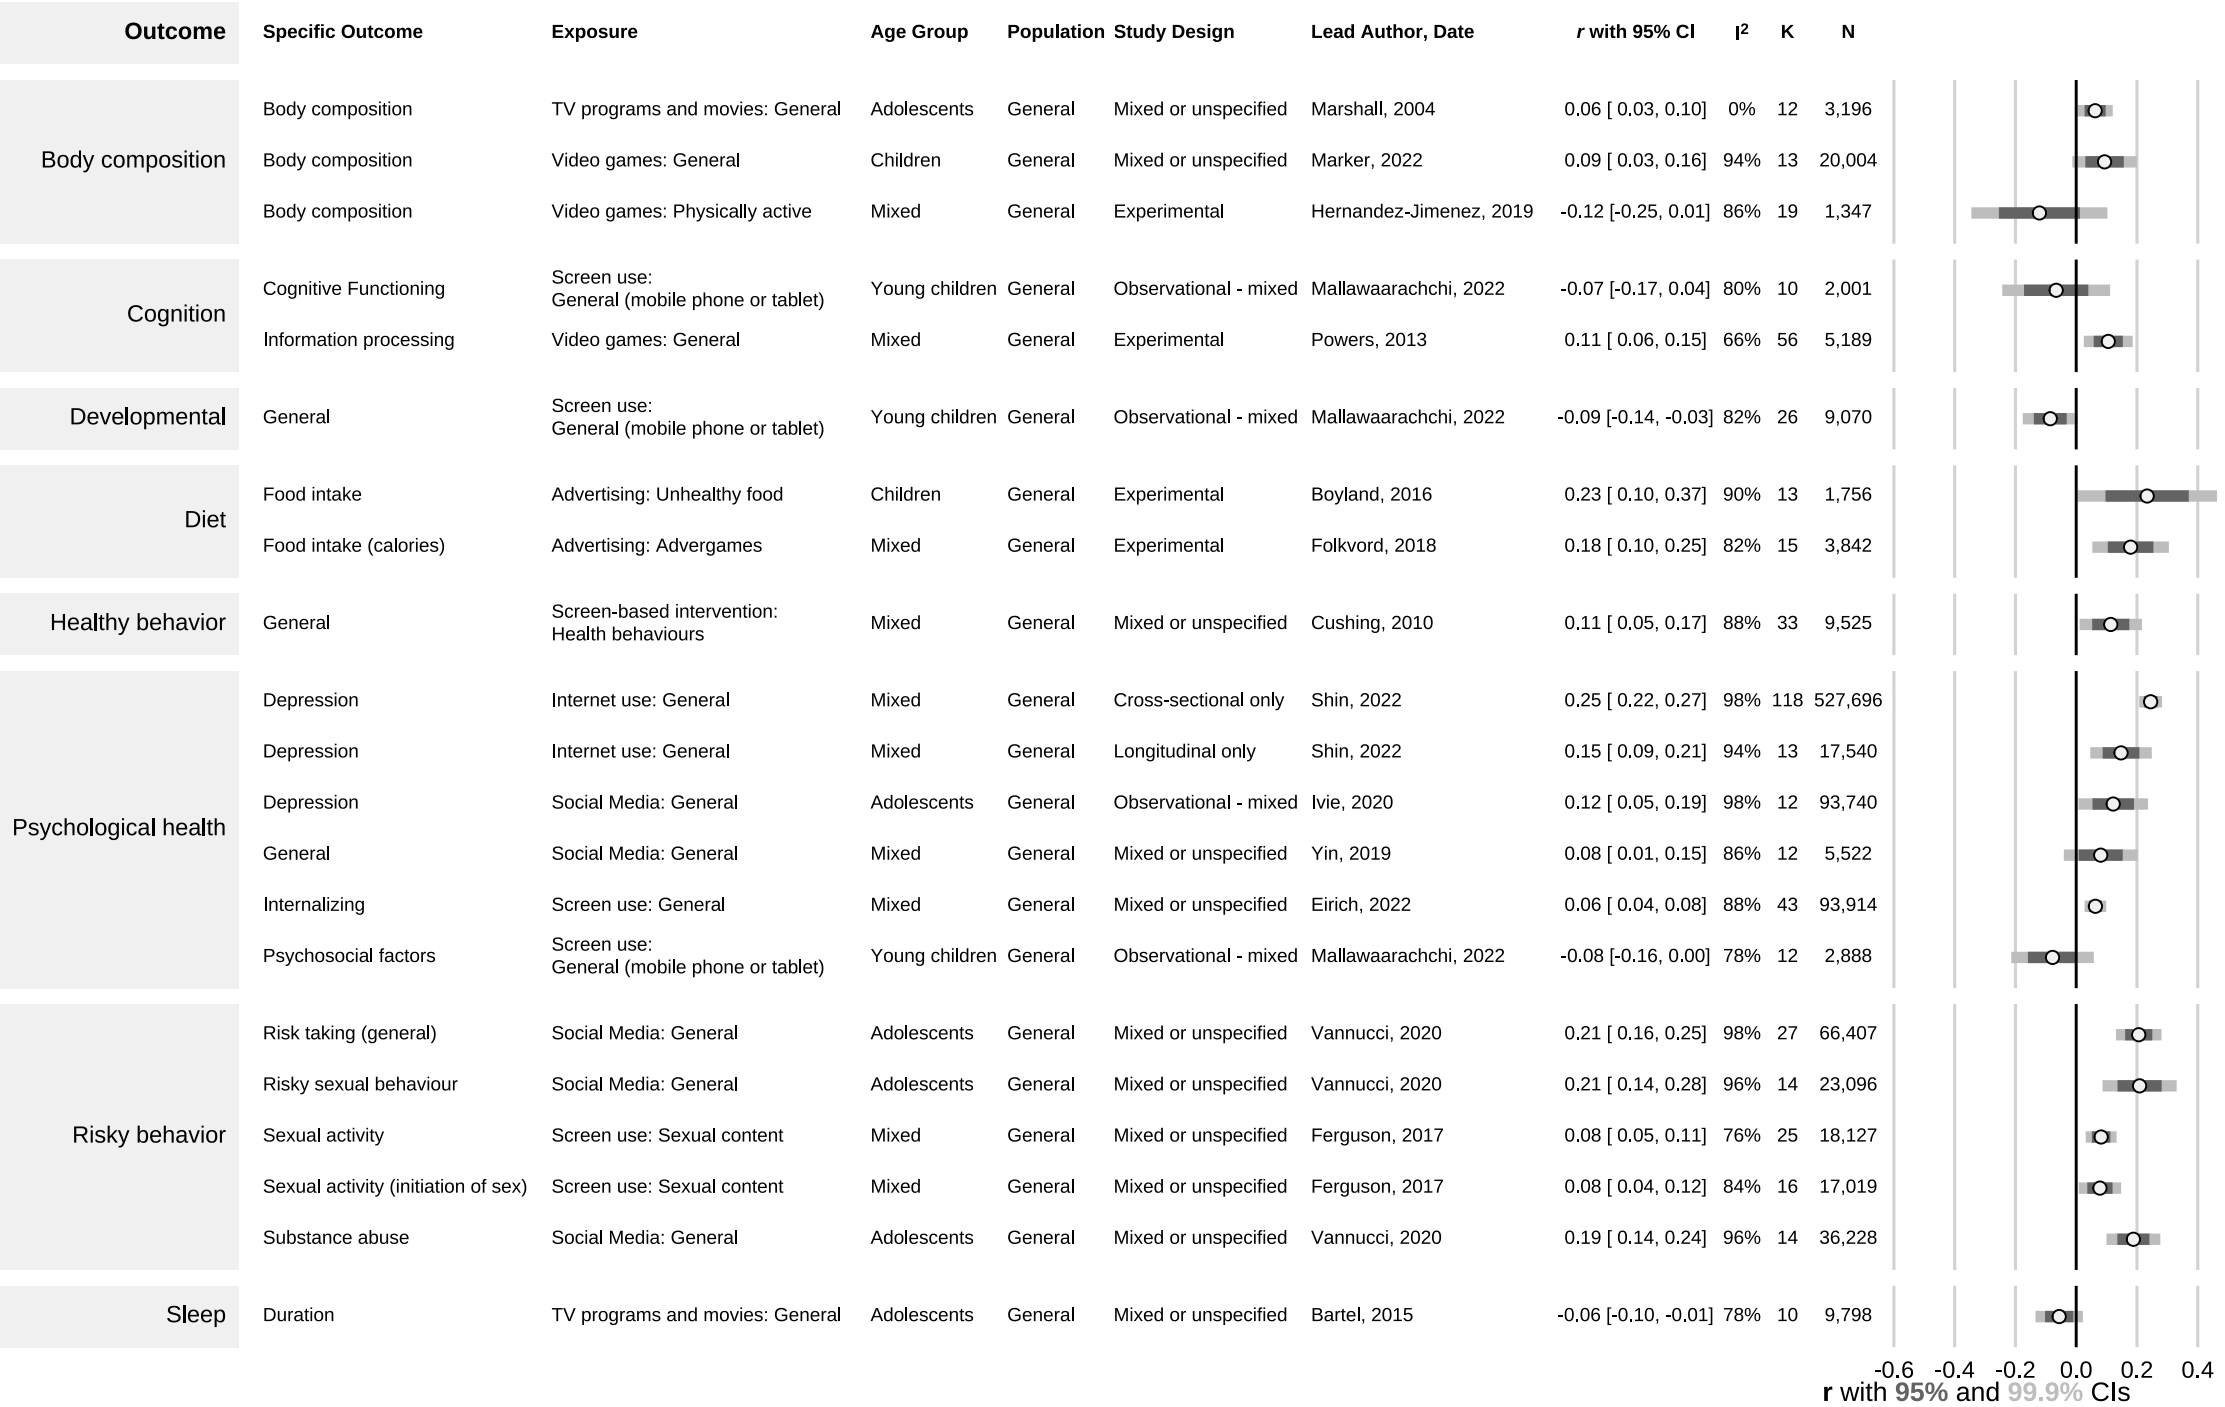 Outcome Specific Outcome Exposure Age Group Population Study Design Lead Author, Date r with 95% CI I² K N
Body composition
Body composition TV programs and movies: General Adolescents General Mixed or unspecified Marshall, 2004 0.06 [ 0.03, 0.10] 0% 12 3,196
Body composition Video games: General Children General Mixed or unspecified Marker, 2022 0.09 [ 0.03, 0.16] 94% 13 20,004
Body composition Video games: Physically active Mixed General Experimental Hernandez-Jimenez, 2019 -0.12 [-0.25, 0.01] 86% 19 1,347
Cognition
Screen use:
Cognitive Functioning General (mobile phone or tablet) Young children General Observational - mixed Mallawaarachchi, 2022 -0.07 [-0.17, 0.04] 80% 10 2,001
Information processing Video games: General Mixed General Experimental Powers, 2013 0.11 [ 0.06, 0.15] 66% 56 5,189
Developmental
Screen use:
General General (mobile phone or tablet) Young children General Observational - mixed Mallawaarachchi, 2022 -0.09 [-0.14, -0.03] 82% 26 9,070
Diet
Food intake Advertising: Unhealthy food Children General Experimental Boyland, 2016 0.23 [ 0.10, 0.37] 90% 13 1,756
Food intake (calories) Advertising: Advergames Mixed General Experimental Folkvord, 2018 0.18 [ 0.10, 0.25] 82% 15 3,842
Healthy behavior
Screen-based intervention:
General Health behaviours Mixed General Mixed or unspecified Cushing, 2010 0.11 [ 0.05, 0.17] 88% 33 9,525
Psychological health
Depression Internet use: General Mixed General Cross-sectional only Shin, 2022 0.25 [ 0.22, 0.27] 98% 118 527,696
Depression Internet use: General Mixed General Longitudinal only Shin, 2022 0.15 [ 0.09, 0.21] 94% 13 17,540
Depression Social Media: General Adolescents General Observational - mixed Ivie, 2020 0.12 [ 0.05, 0.19] 98% 12 93,740
General Social Media: General Mixed General Mixed or unspecified Yin, 2019 0.08 [ 0.01, 0.15] 86% 12 5,522
Internalizing Screen use: General Mixed General Mixed or unspecified Eirich, 2022 0.06 [ 0.04, 0.08] 88% 43 93,914
Screen use:
Psychosocial factors General (mobile phone or tablet) Young children General Observational - mixed Mallawaarachchi, 2022 -0.08 [-0.16, 0.00] 78% 12 2,888
Risky behavior
Risk taking (general) Social Media: General Adolescents General Mixed or unspecified Vannucci, 2020 0.21 [ 0.16, 0.25] 98% 27 66,407
Risky sexual behaviour Social Media: General Adolescents General Mixed or unspecified Vannucci, 2020 0.21 [ 0.14, 0.28] 96% 14 23,096
Sexual activity Screen use: Sexual content Mixed General Mixed or unspecified Ferguson, 2017 0.08 [ 0.05, 0.11] 76% 25 18,127
Sexual activity (initiation of sex) Screen use: Sexual content Mixed General Mixed or unspecified Ferguson, 2017 0.08 [ 0.04, 0.12] 84% 16 17,019
Substance abuse Social Media: General Adolescents General Mixed or unspecified Vannucci, 2020 0.19 [ 0.14, 0.24] 96% 14 36,228
Sleep
Duration TV programs and movies: General Adolescents General Mixed or unspecified Bartel, 2015 -0.06 [-0.10, -0.01] 78% 10 9,798
-0.6 -0.4 -0.2 0.0 0.2 0.4
r with 95% and 99.9% CIs